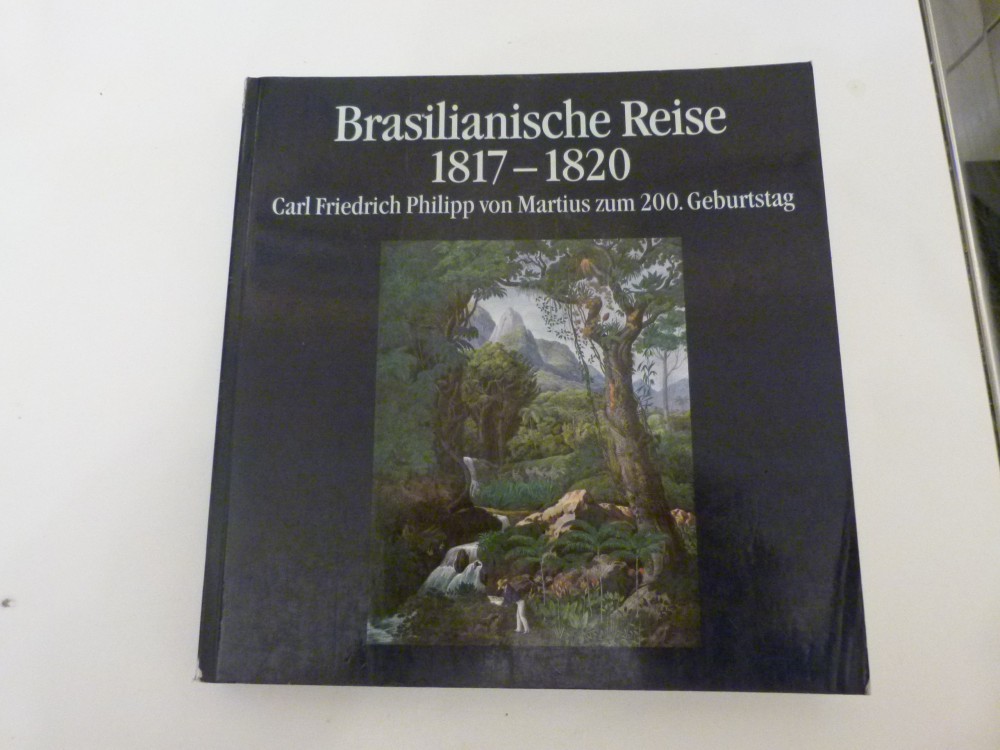 Brasilianische Reise
1817 – 1820
Carl Friedrich Philipp von Martius zum 200. Geburtstag